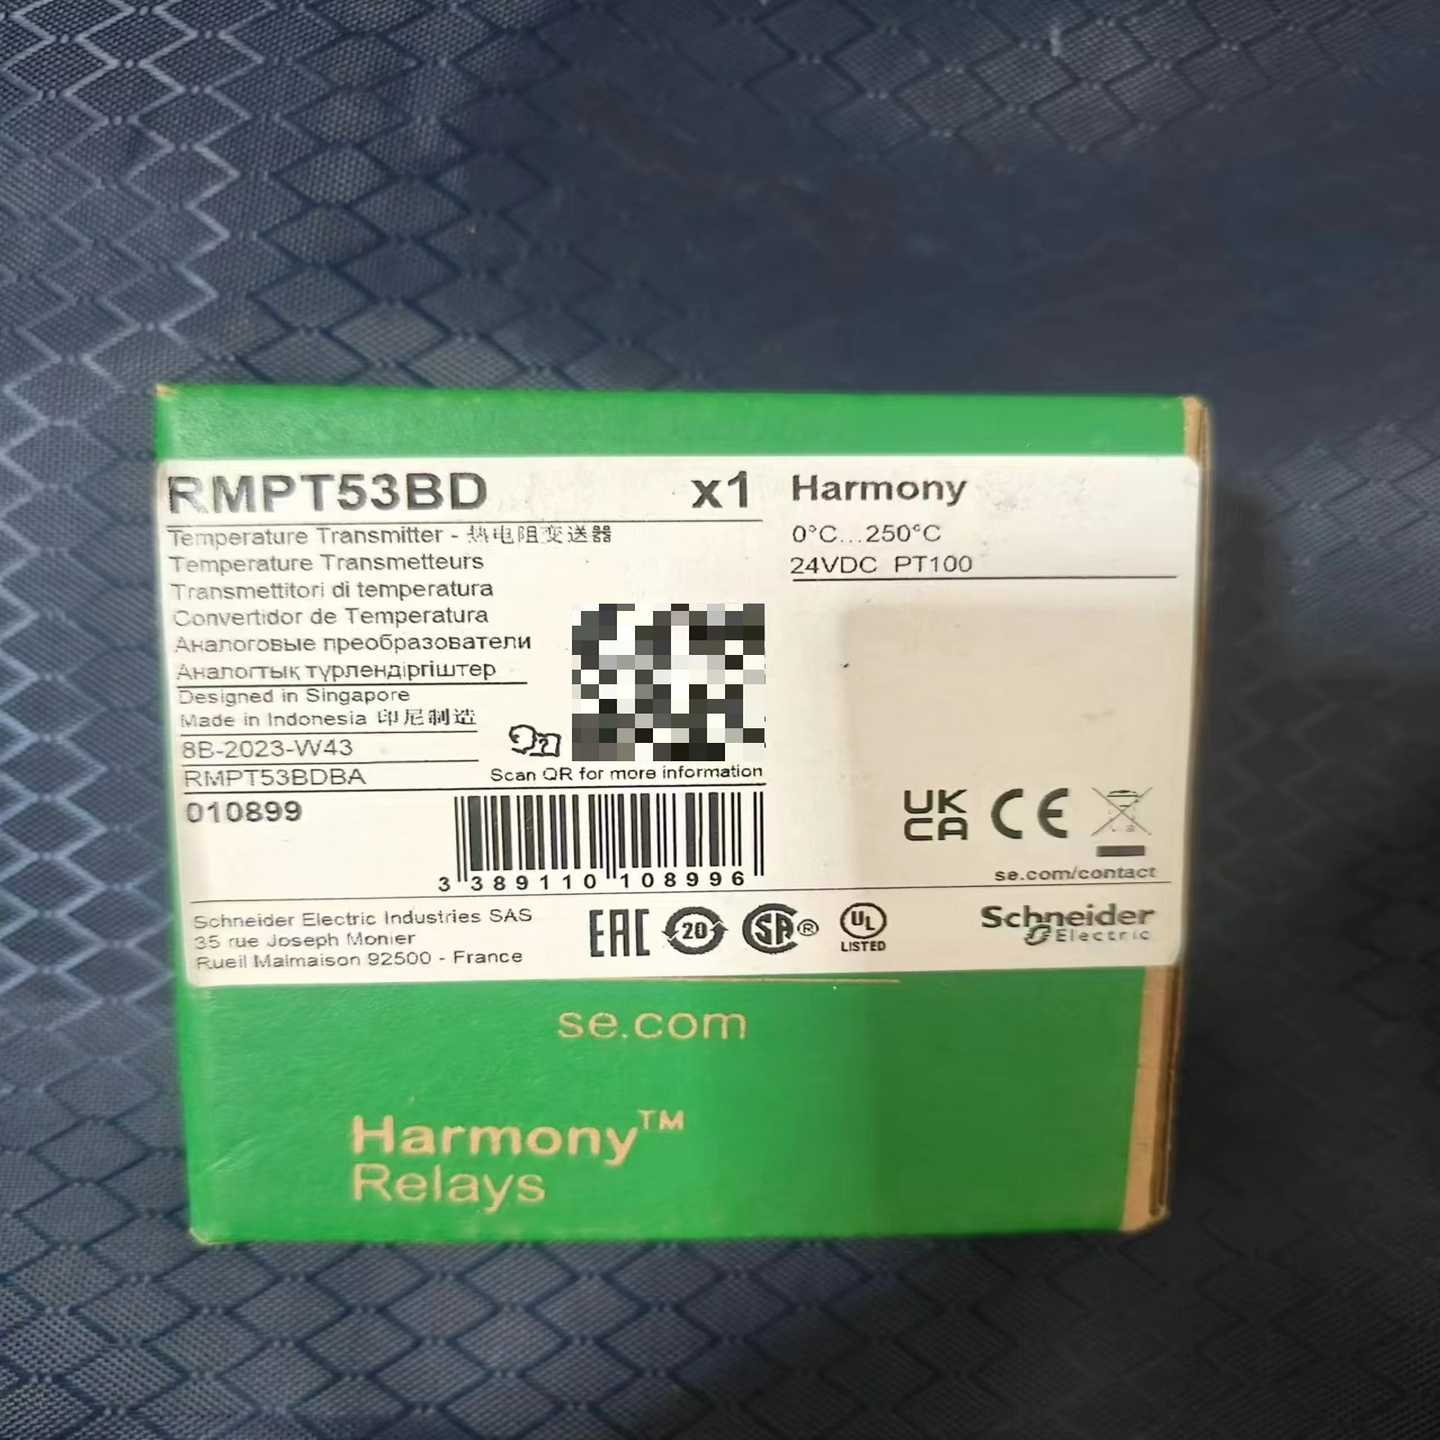 RMPT53BD x1
Temperature Transmitter - 热电阻变送器
Temperature Transmetteurs
Transmettitori di temperatura
Convertidor de Temperatura
Аналоговые преобразователи
Аналогтық түрлендіргіштер
Designed in Singapore
Made in Indonesia 印尼制造
8B-2023-W43
RMPT53BDBA
010899
Scan QR for more information
3 389110 108996
Harmony
0°C...250°C
24VDC PT100
UK
CA
CE
se.com/contact
Schneider Electric Industries SAS
35 rue Joseph Monier
Rueil Malmaison 92500 - France
EAC
20
SA®
UL
LISTED
Schneider
Electric
se.com
Harmony™
Relays